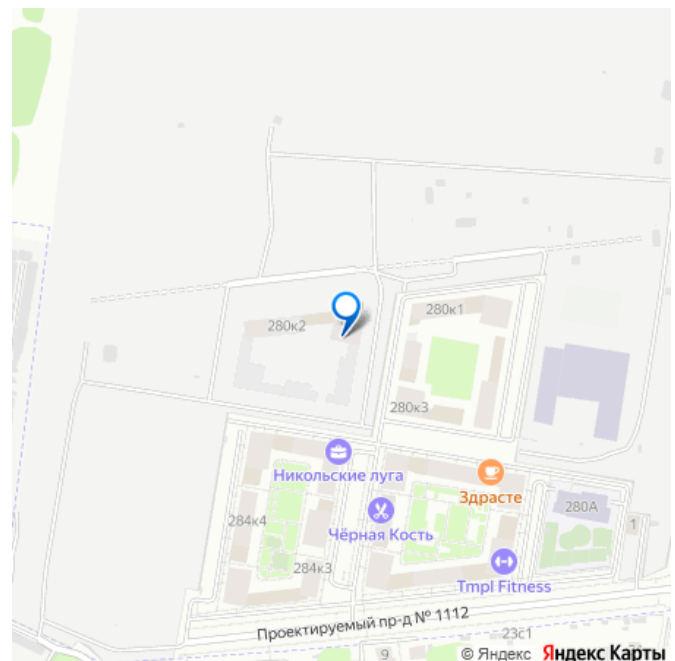 280к1
280к2
280к3
Никольские луга
Здрасте
284к4
Чёрная Кость
280А
1
284к3
Tmpl Fitness
Проектируемый пр-д № 1112
23с1
9
© Яндекс Яндекс Карты